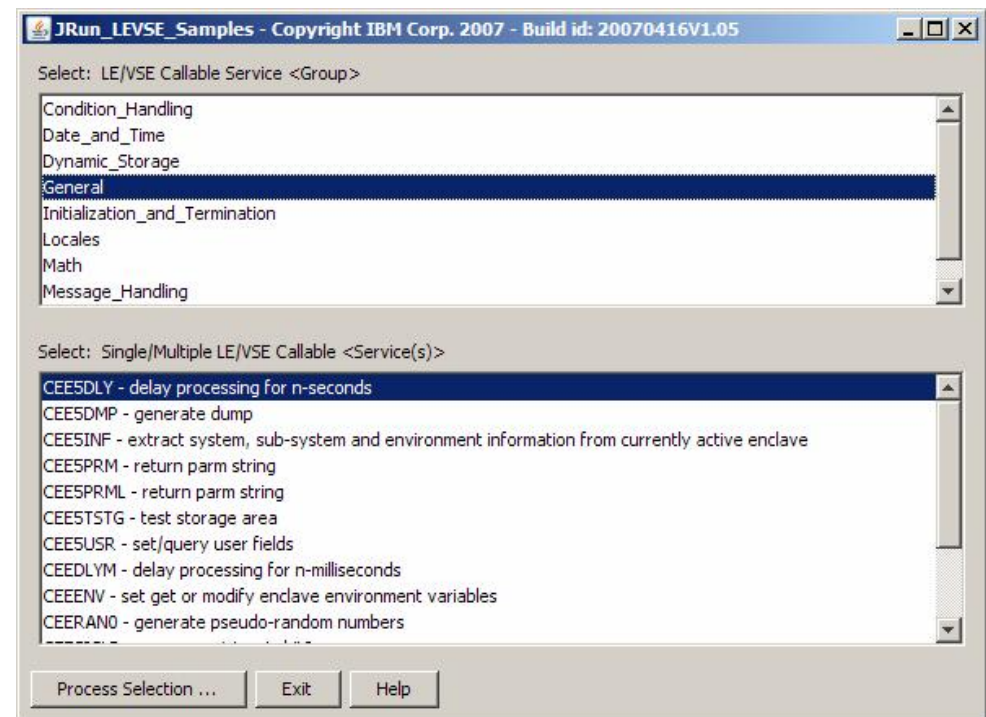 JRun_LEVSE_Samples - Copyright IBM Corp. 2007 - Build id: 20070416V1.05
Select: LE/VSE Callable Service <Group>
Condition_Handling
Date_and_Time
Dynamic_Storage
General
Initialization_and_Termination
Locales
Math
Message_Handling
Select: Single/Multiple LE/VSE Callable <Service(s)>
CEE5DLY - delay processing for n-seconds
CEE5DMP - generate dump
CEE5INF - extract system, sub-system and environment information from currently active enclave
CEE5PRM - return parm string
CEE5PRML - return parm string
CEE5TSTG - test storage area
CEE5USR - set/query user fields
CEEDLYM - delay processing for n-milliseconds
CEEENV - set get or modify enclave environment variables
CEERAN0 - generate pseudo-random numbers
Process Selection ... Exit Help